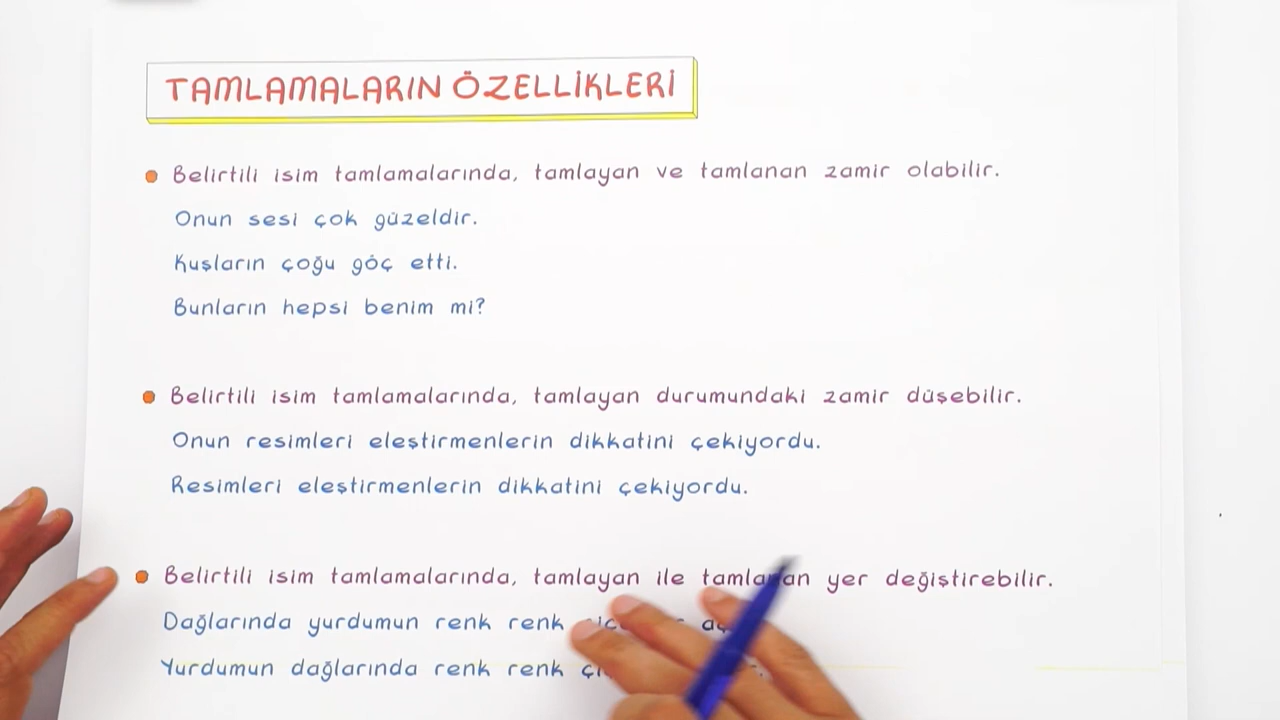 TAMLAMALARIN ÖZELLİKLERİ
Belirtili isim tamlamalarında, tamlayan ve tamlanan zamir olabilir.
Onun sesi çok güzeldir.
Kuşların çoğu göç etti.
Bunların hepsi benim mi?
Belirtili isim tamlamalarında, tamlayan durumundaki zamir düşebilir.
Onun resimleri eleştirmenlerin dikkatini çekiyordu.
Resimleri eleştirmenlerin dikkatini çekiyordu.
Belirtili isim tamlamalarında, tamlayan ile tamlanan yer değiştirebilir.
Dağlarında yurdumun renk renk
Yurdumun dağlarında renk renk